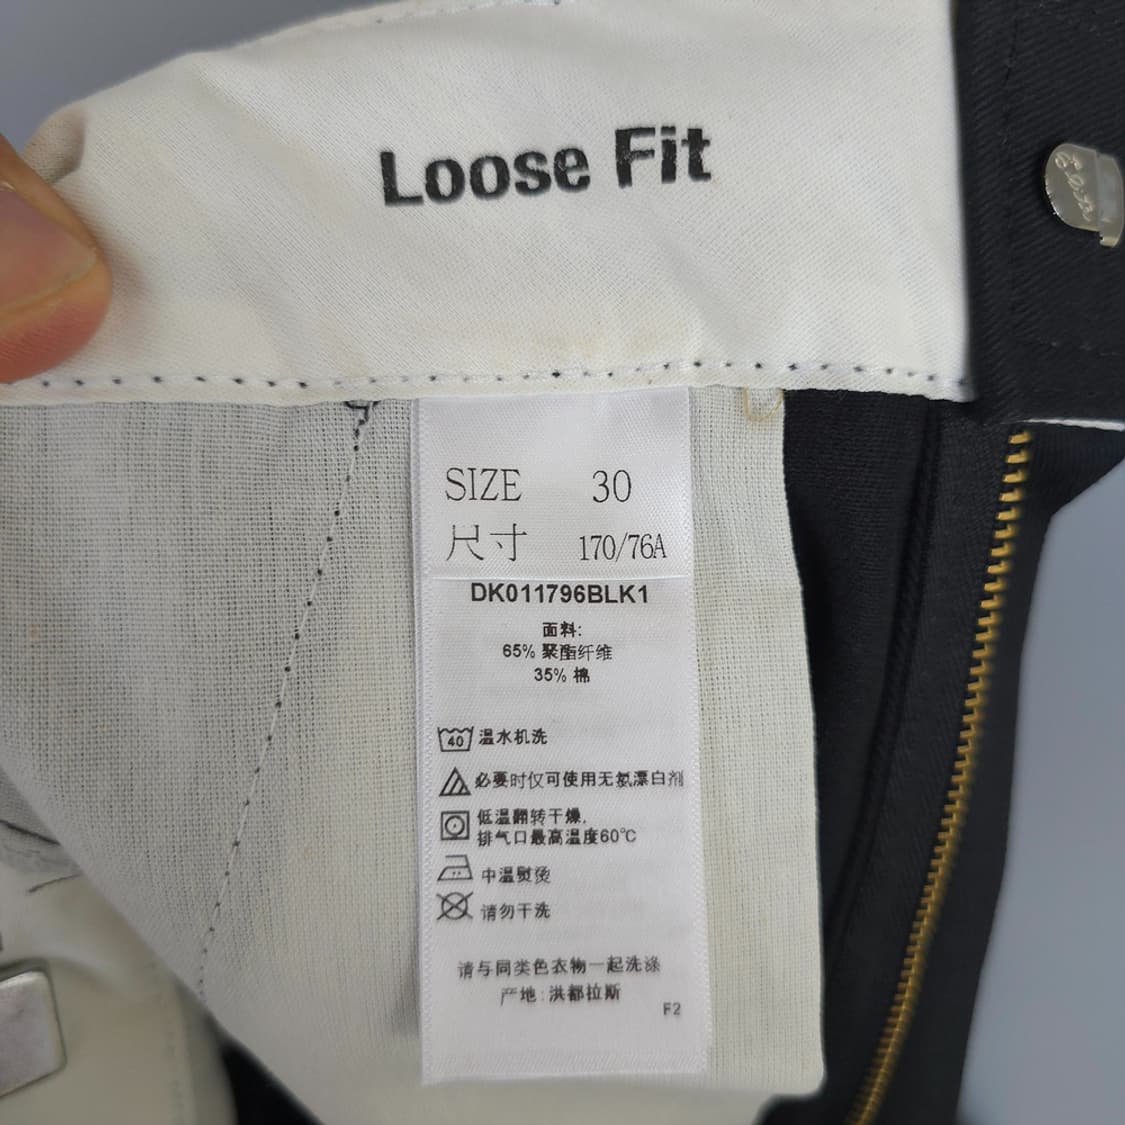 Loose Fit
SIZE 30
尺寸 170/76A
DK011796BLK1
面料:
65% 聚酯纤维
35% 棉
40 温水机洗
必要时仅可使用无氯漂白剂
低温翻转干燥,
排气口最高温度60℃
中温熨烫
请勿干洗
请与同类色衣物一起洗涤
产地:洪都拉斯
F2